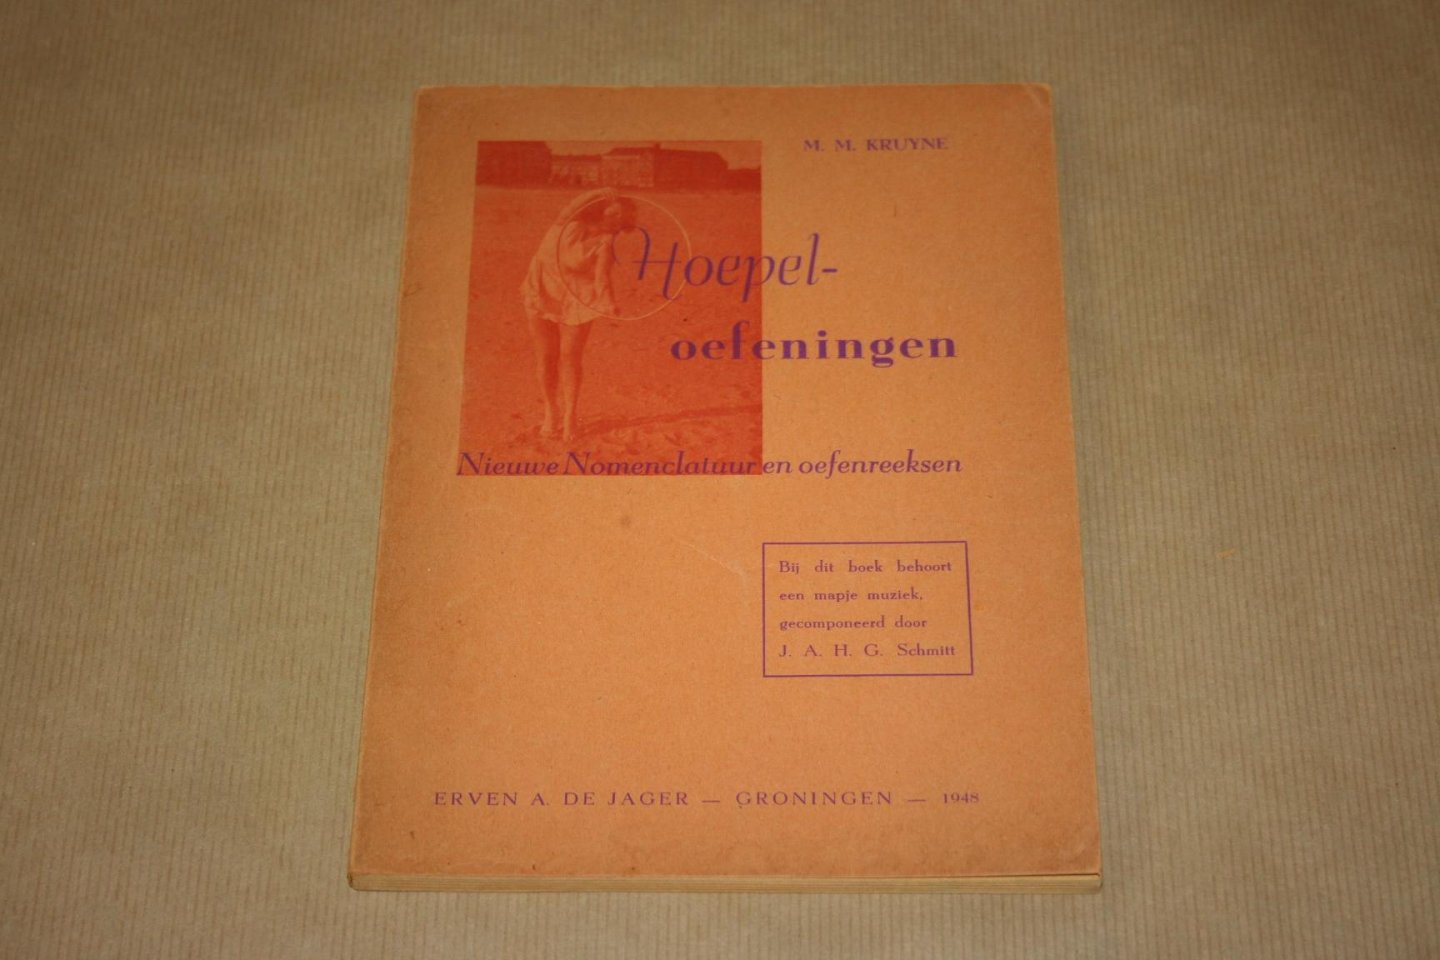 M. M. KRUYNE
Hoepel-
oefeningen
Nieuwe Nomenclatuur en oefenreeksen
Bij dit boek behoort
een mapje muziek,
gecomponeerd door
J. A. H. G. Schmitt
ERVEN A. DE JAGER — GRONINGEN — 1948